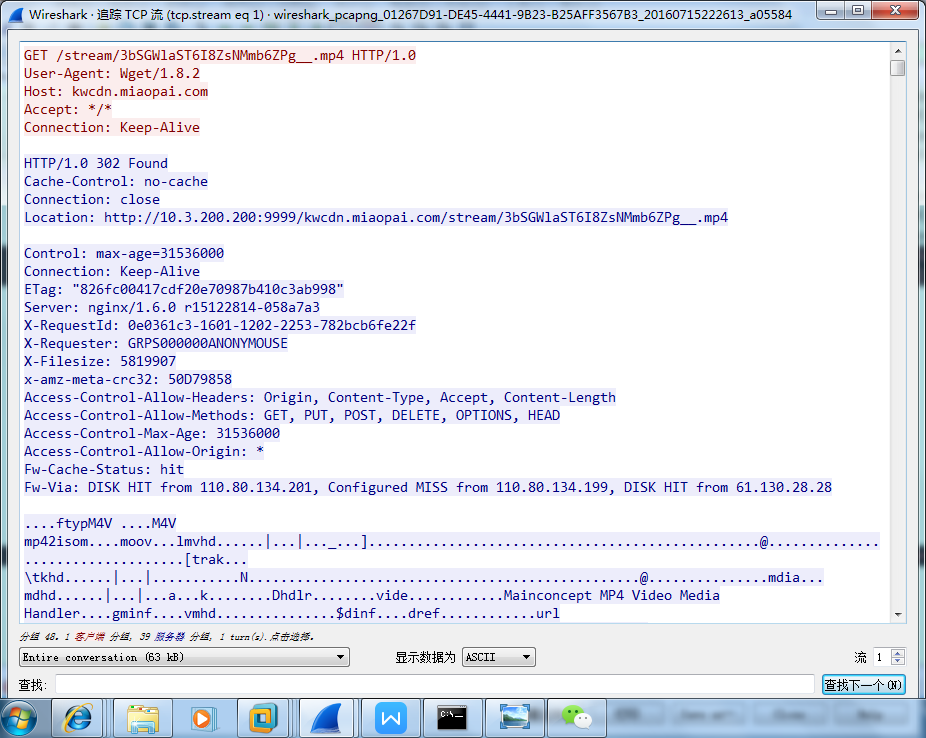 Wireshark · 追踪 TCP 流 (tcp.stream eq 1) · wireshark_pcapng_01267D91-DE45-4441-9B23-B25AFF3567B3_20160715222613_a05584
GET /stream/3bSGWlaST6I8ZsNMmb6ZPg__.mp4 HTTP/1.0
User-Agent: Wget/1.8.2
Host: kwcdn.miaopai.com
Accept: */*
Connection: Keep-Alive
HTTP/1.0 302 Found
Cache-Control: no-cache
Connection: close
Location: http://10.3.200.200:9999/kwcdn.miaopai.com/stream/3bSGWlaST6I8ZsNMmb6ZPg__.mp4
Control: max-age=31536000
Connection: Keep-Alive
ETag: "826fc00417cdf20e70987b410c3ab998"
Server: nginx/1.6.0 r15122814-058a7a3
X-RequestId: 0e0361c3-1601-1202-2253-782bcb6fe22f
X-Requester: GRPS000000ANONYMOUSE
X-Filesize: 5819907
x-amz-meta-crc32: 50D79858
Access-Control-Allow-Headers: Origin, Content-Type, Accept, Content-Length
Access-Control-Allow-Methods: GET, PUT, POST, DELETE, OPTIONS, HEAD
Access-Control-Max-Age: 31536000
Access-Control-Allow-Origin: *
Fw-Cache-Status: hit
Fw-Via: DISK HIT from 110.80.134.201, Configured MISS from 110.80.134.199, DISK HIT from 61.130.28.28
....ftypM4V ....M4V
mp42isom....moov...lmvhd......|...|..._...].................................................@..............
....................[trak...
\tkhd......|...|...........N.................................................@...............mdia...
mdhd......|...|...a...k........Dhdlr........vide............Mainconcept MP4 Video Media
Handler....gminf....vmhd...............$dinf....dref............url
分组 48. 1 客户端 分组, 39 服务器 分组, 1 turn(s). 点击选择.
Entire conversation (63 kB)
显示数据为 ASCII
流 1
查找:
查找下一个(N)
C:\_
W